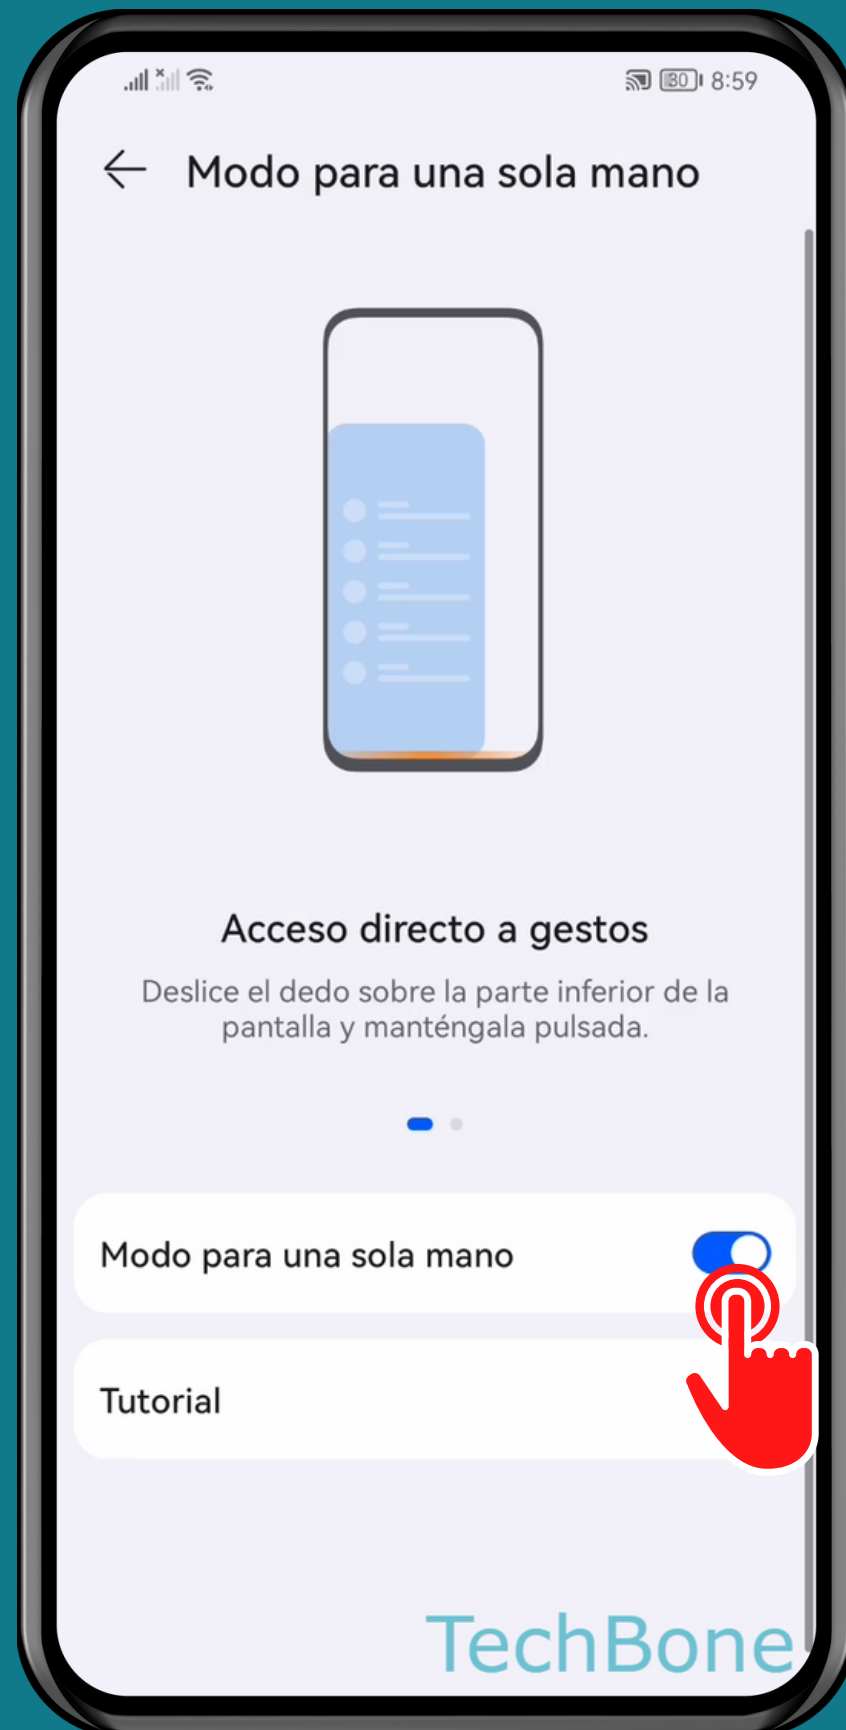 80 8:59
Modo para una sola mano
Acceso directo a gestos
Deslice el dedo sobre la parte inferior de la
pantalla y manténgala pulsada.
Modo para una sola mano
Tutorial
TechBone